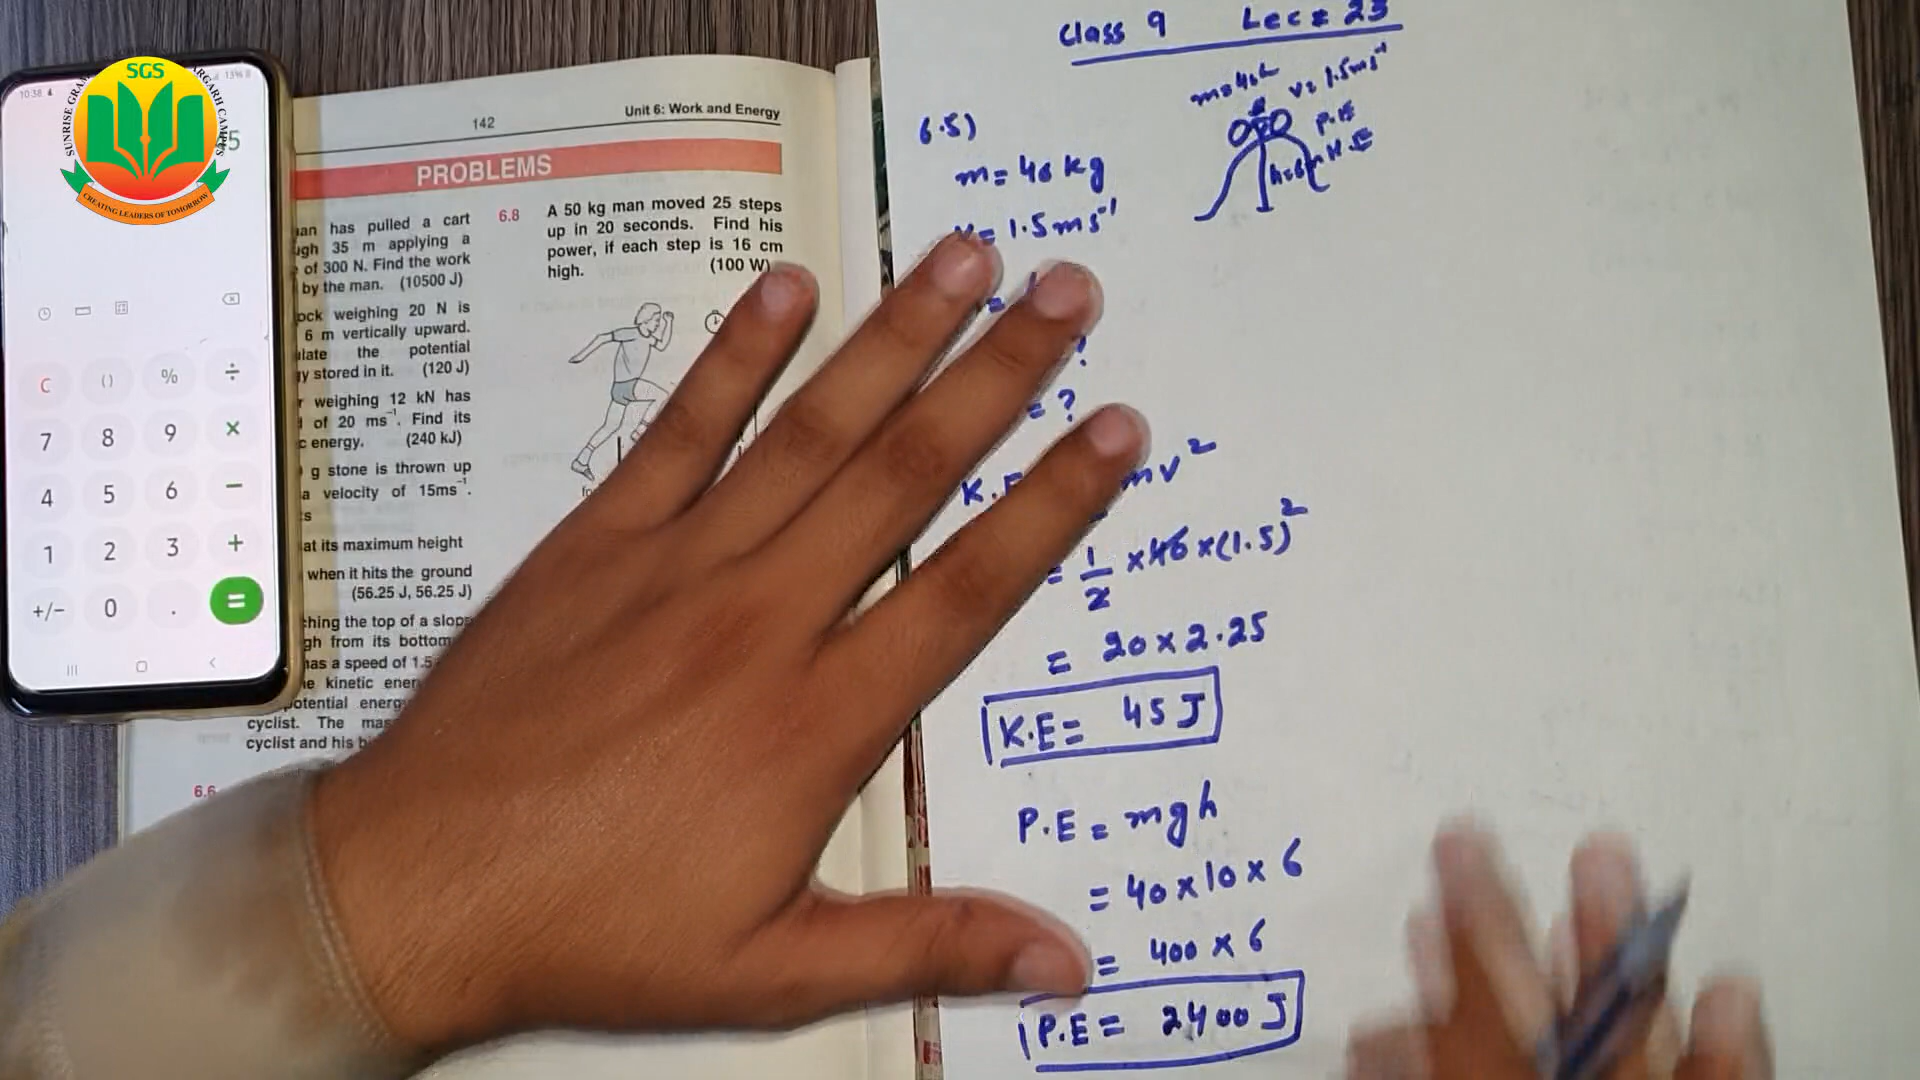 SGS
CREATING LEADERS OF TOMORROW
10:38
13%
C
( )
%
÷
7
8
9
×
4
5
6
−
1
2
3
+
+/−
0
.
=
142
Unit 6: Work and Energy
PROBLEMS
has pulled a cart
35 m applying a
of 300 N. Find the work
by the man. (10500 J)
weighing 20 N is
6 m vertically upward.
the potential
stored in it. (120 J)
weighing 12 kN has
of 20 ms⁻¹. Find its
energy. (240 kJ)
g stone is thrown up
a velocity of 15ms⁻¹.
at its maximum height
when it hits the ground
(56.25 J, 56.25 J)
the top of a slope
from its bottom
has a speed of 1.5
kinetic
potential
cyclist. The
cyclist and his
6.6
6.8 A 50 kg man moved 25 steps
up in 20 seconds. Find his
power, if each step is 16 cm
high. (100 W)
Class 9 Lec = 23
v = 1.5ms⁻¹
P.E
K.E
6.5)
m = 40 kg
v = 1.5 ms⁻¹
= ?
K.E mv²
= 1/2 × 40 × (1.5)²
= 20 × 2.25
K.E = 45 J
P.E = mgh
= 40 × 10 × 6
= 400 × 6
P.E = 2400 J